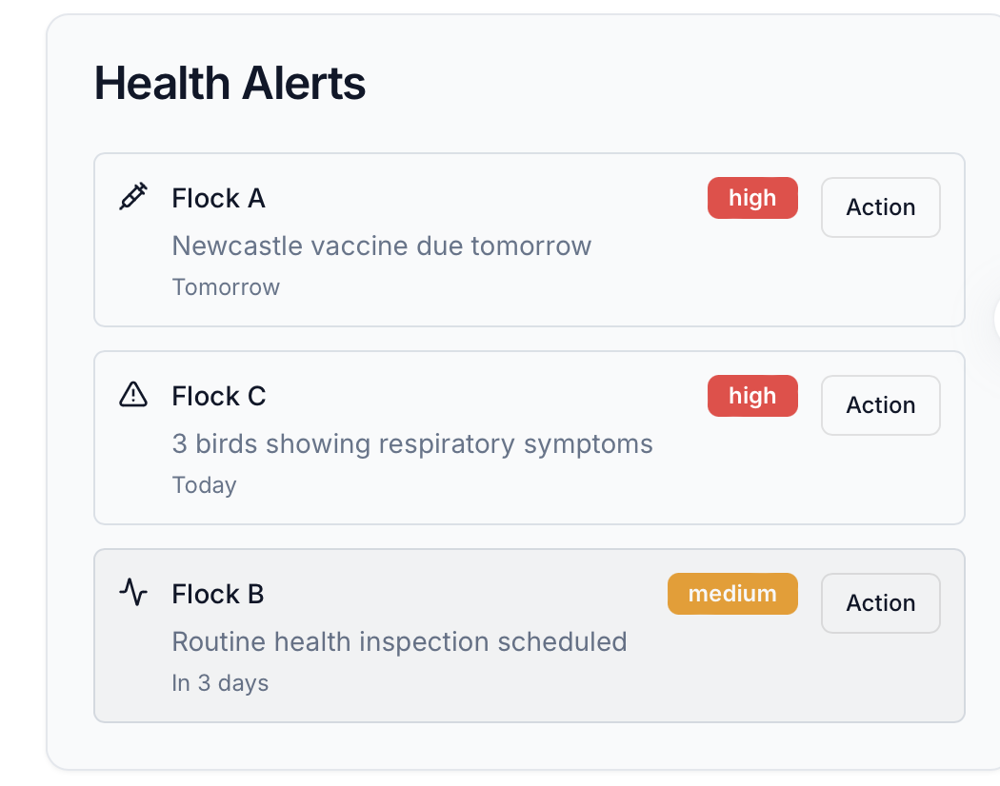 Health Alerts
Flock A
high
Action
Newcastle vaccine due tomorrow
Tomorrow
Flock C
high
Action
3 birds showing respiratory symptoms
Today
Flock B
medium
Action
Routine health inspection scheduled
In 3 days